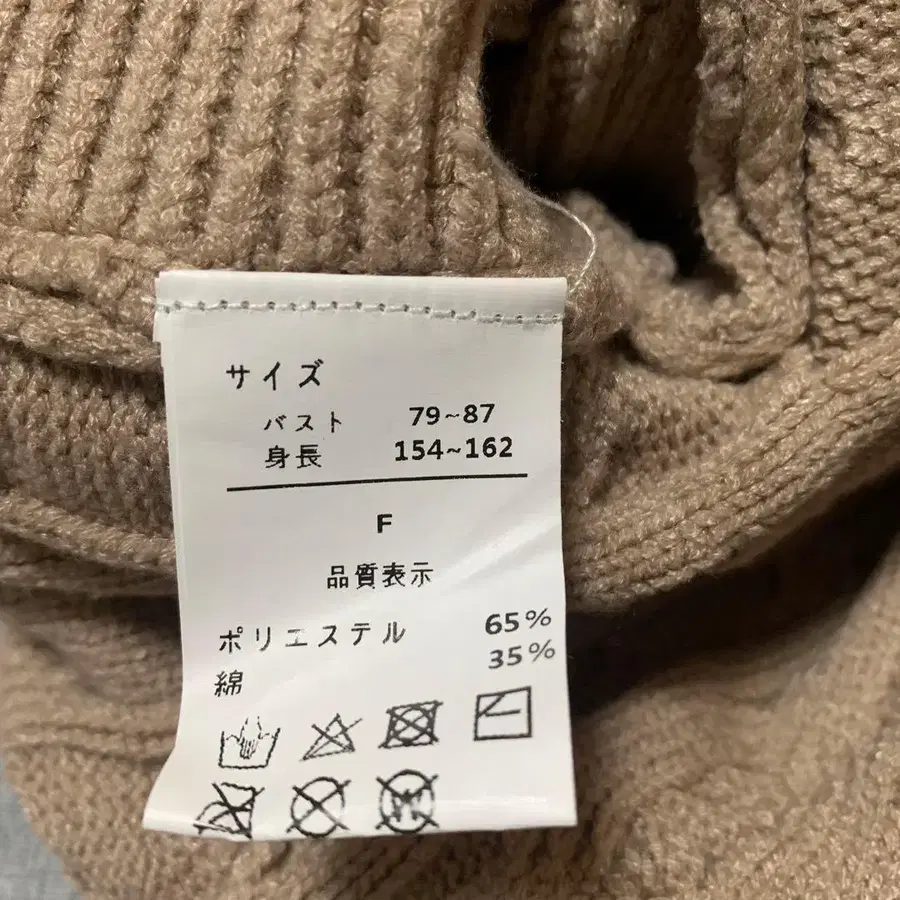 サイズ
バスト 79~87
身長 154~162
F
品質表示
ポリエステル 65%
綿 35%